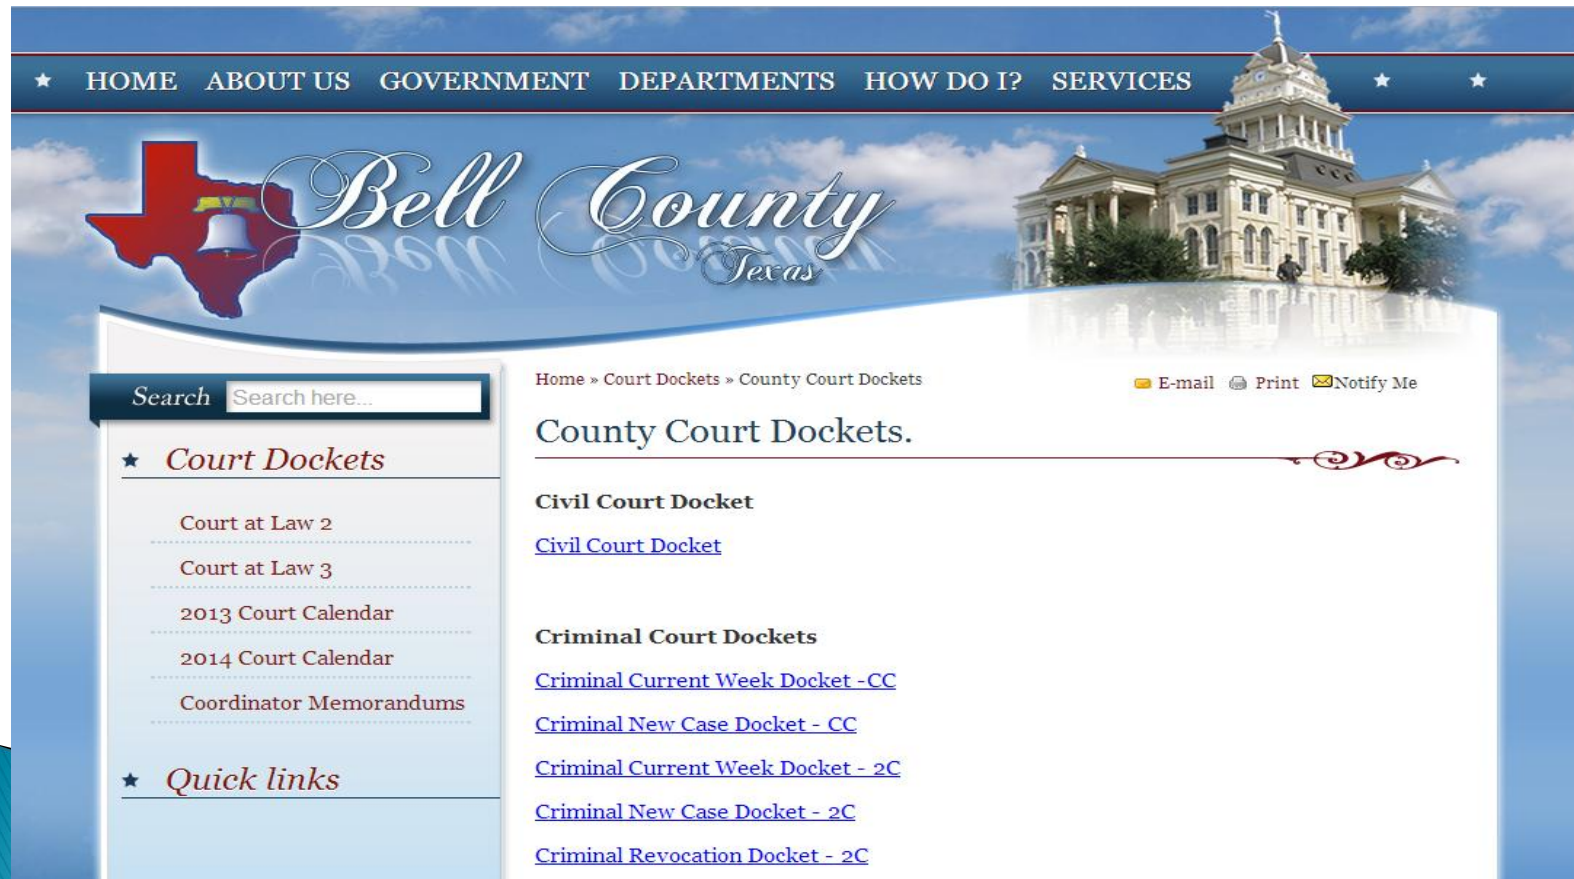 HOME ABOUT US GOVERNMENT DEPARTMENTS HOW DO I? SERVICES
Bell County
Texas
Search Search here...
Court Dockets
Court at Law 2
Court at Law 3
2013 Court Calendar
2014 Court Calendar
Coordinator Memorandums
Quick links
Home » Court Dockets » County Court Dockets
E-mail Print Notify Me
County Court Dockets.
Civil Court Docket
Civil Court Docket
Criminal Court Dockets
Criminal Current Week Docket -CC
Criminal New Case Docket - CC
Criminal Current Week Docket - 2C
Criminal New Case Docket - 2C
Criminal Revocation Docket - 2C